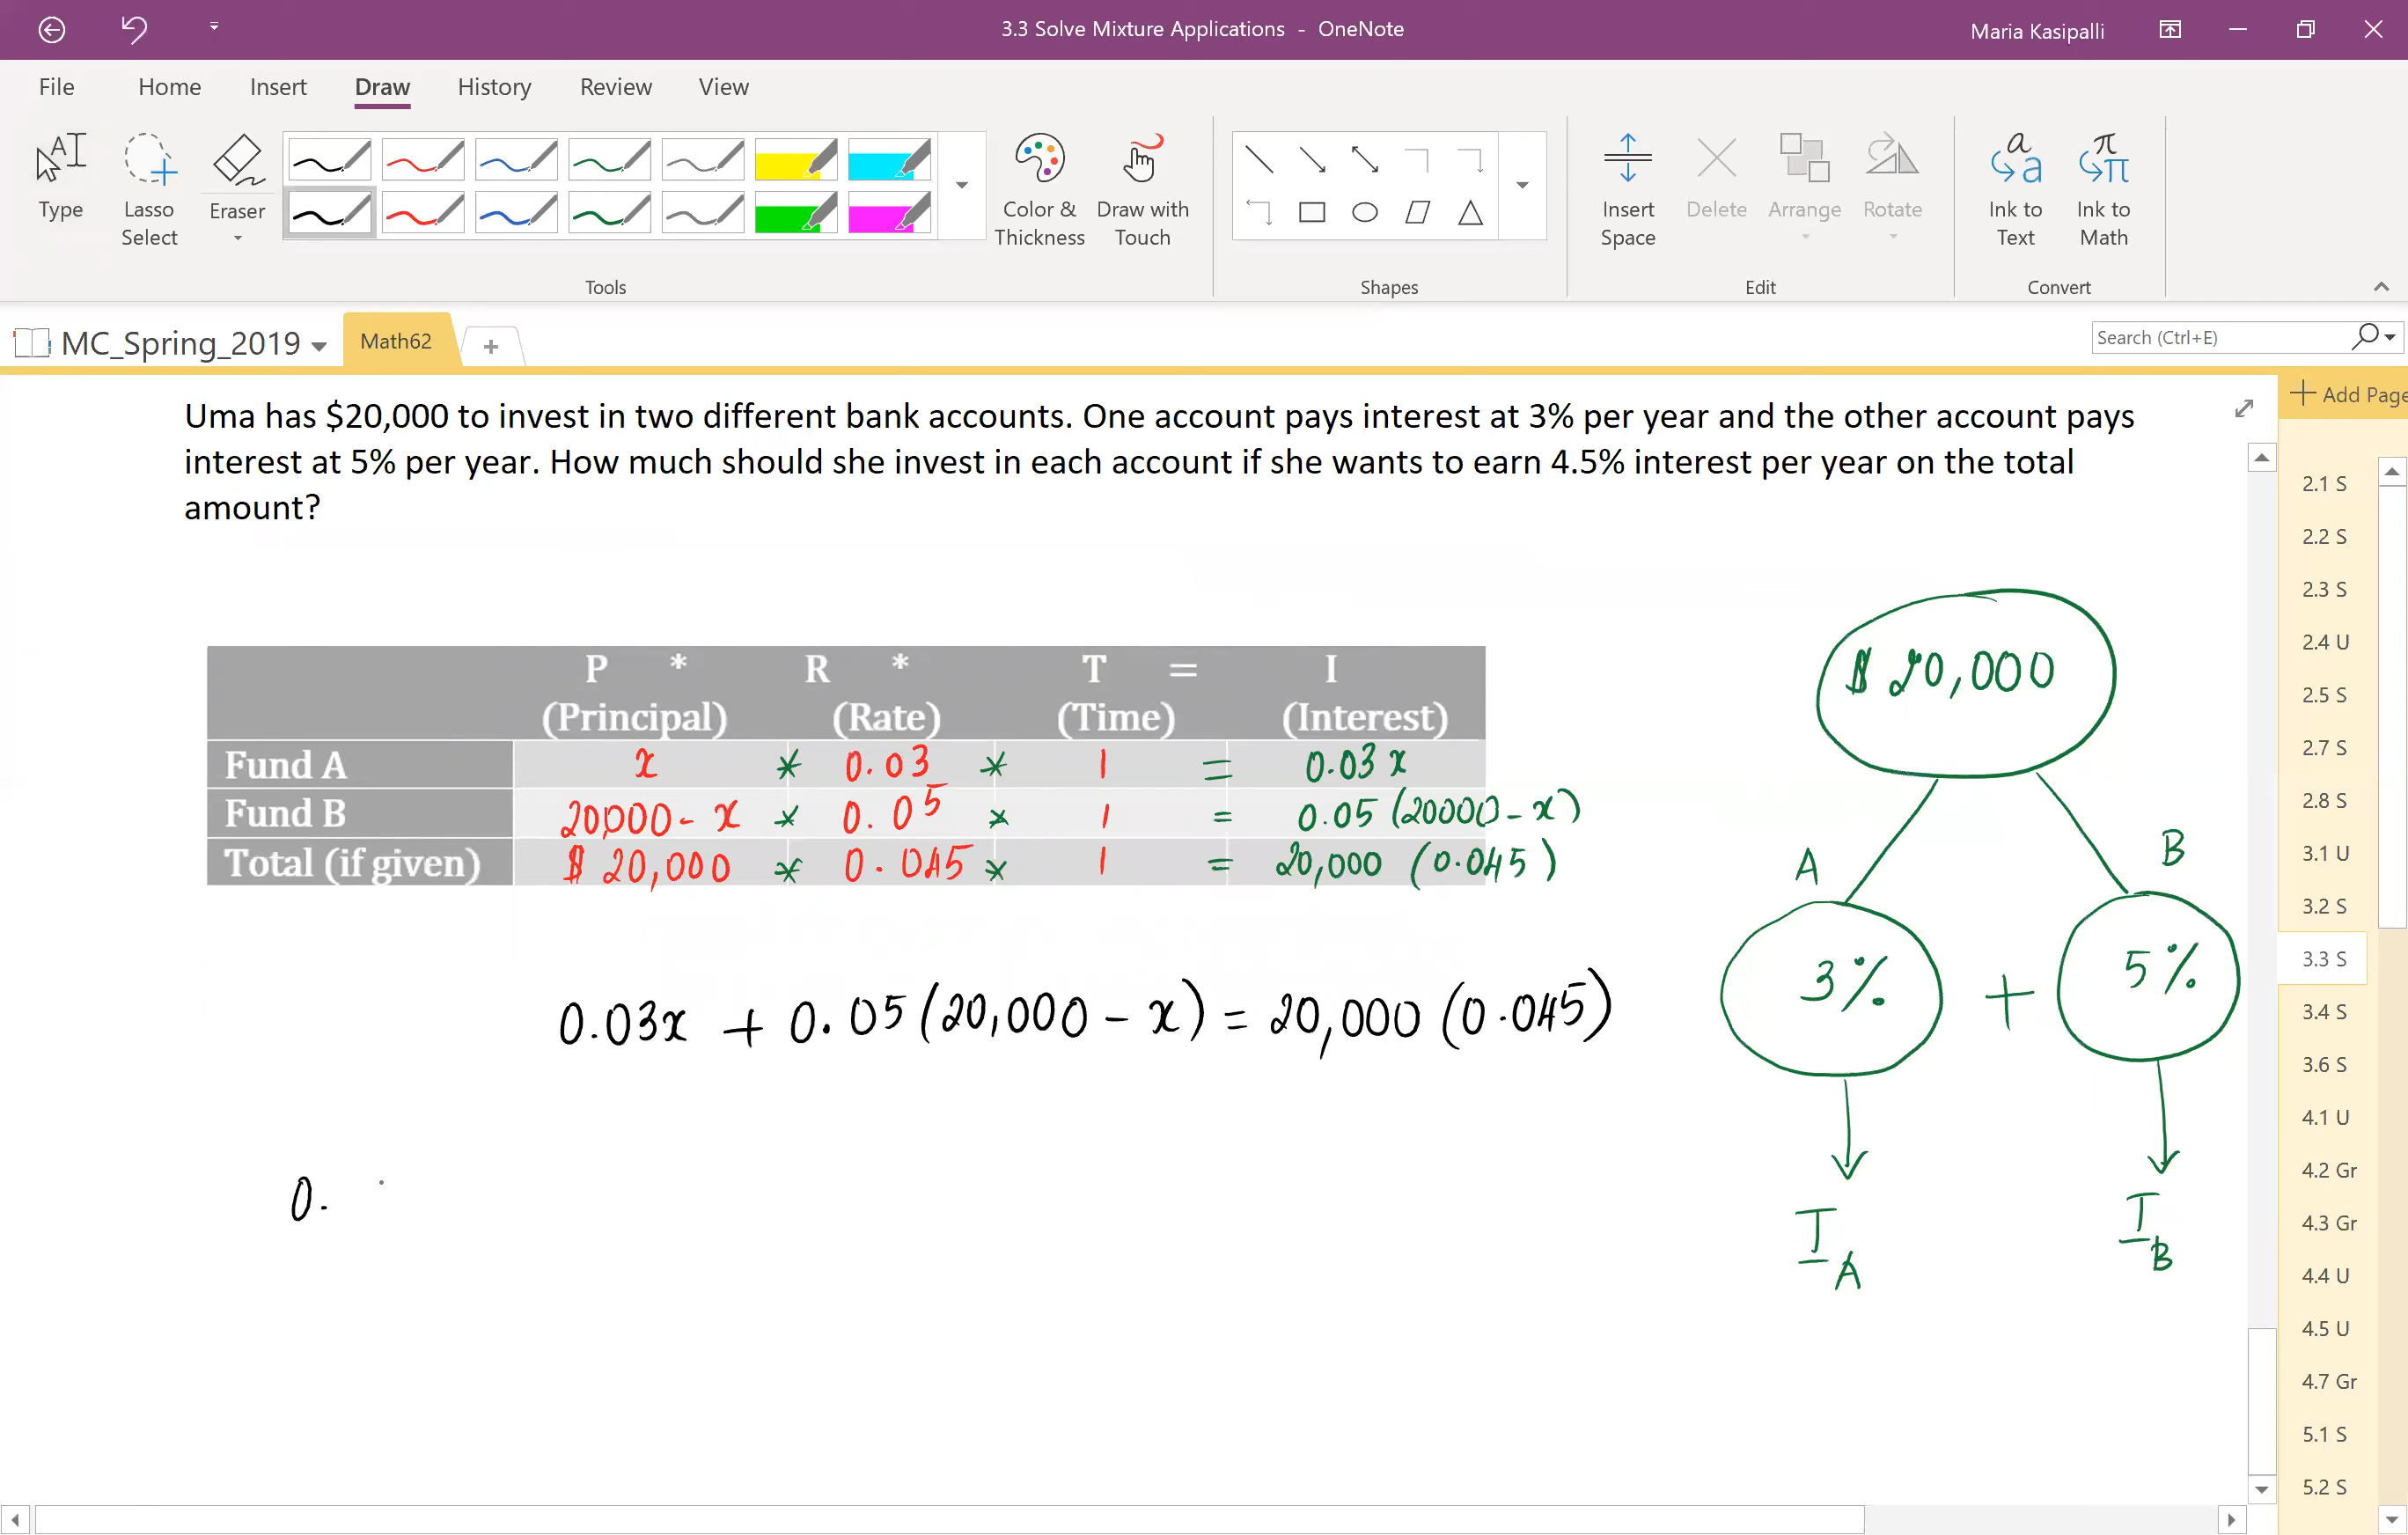 3.3 Solve Mixture Applications - OneNote
Maria Kasipalli
File Home Insert Draw History Review View
Type
Lasso Select
Eraser
Color & Thickness
Draw with Touch
Insert Space
Delete
Arrange
Rotate
Ink to Text
Ink to Math
Tools
Shapes
Edit
Convert
MC_Spring_2019
Math62
Search (Ctrl+E)
Add Page
Uma has $20,000 to invest in two different bank accounts. One account pays interest at 3% per year and the other account pays
interest at 5% per year. How much should she invest in each account if she wants to earn 4.5% interest per year on the total
amount?
P * R * T = I
(Principal) (Rate) (Time) (Interest)
Fund A x * 0.03 * 1 = 0.03x
Fund B 20,000 - x * 0.05 * 1 = 0.05 (20000 - x)
Total (if given) $ 20,000 * 0.045 * 1 = 20,000 (0.045)
0.03x + 0.05 (20,000 - x) = 20,000 (0.045)
0.
$ 20,000
A
B
3% + 5%
I_A
I_B
2.1 S
2.2 S
2.3 S
2.4 U
2.5 S
2.7 S
2.8 S
3.1 U
3.2 S
3.3 S
3.4 S
3.6 S
4.1 U
4.2 Gr
4.3 Gr
4.4 U
4.5 U
4.7 Gr
5.1 S
5.2 S